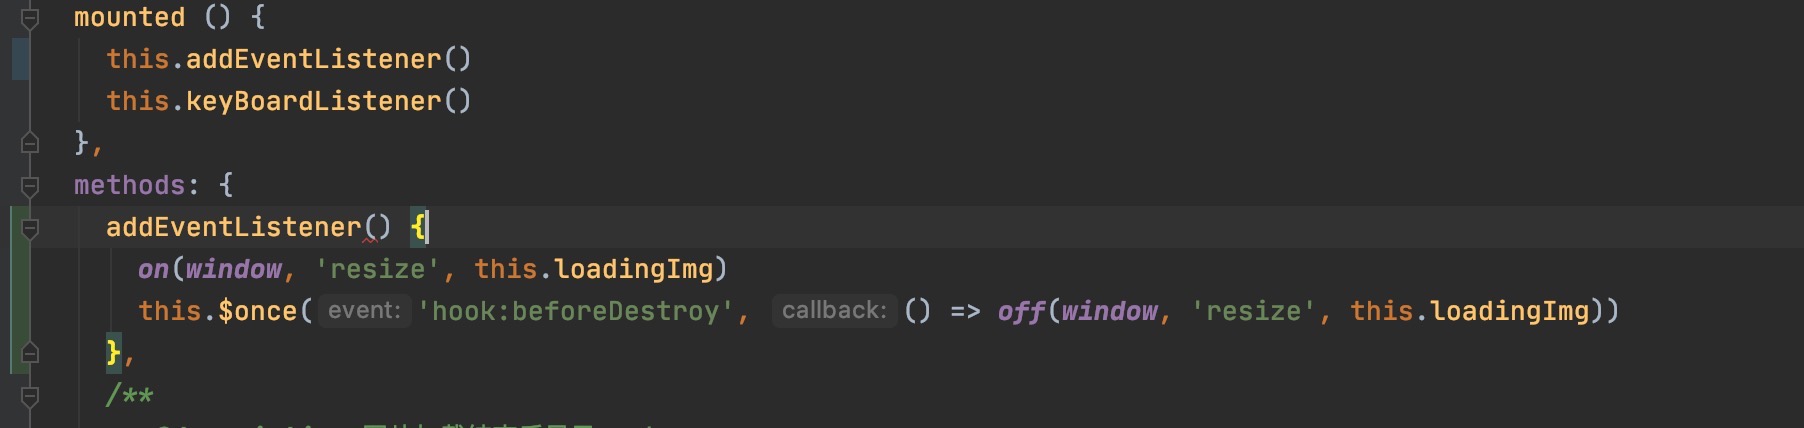 mounted () {
this.addEventListener()
this.keyBoardListener()
},
methods: {
addEventListener() {
on(window, 'resize', this.loadingImg)
this.$once( event: 'hook:beforeDestroy', callback: () => off(window, 'resize', this.loadingImg))
},
/**